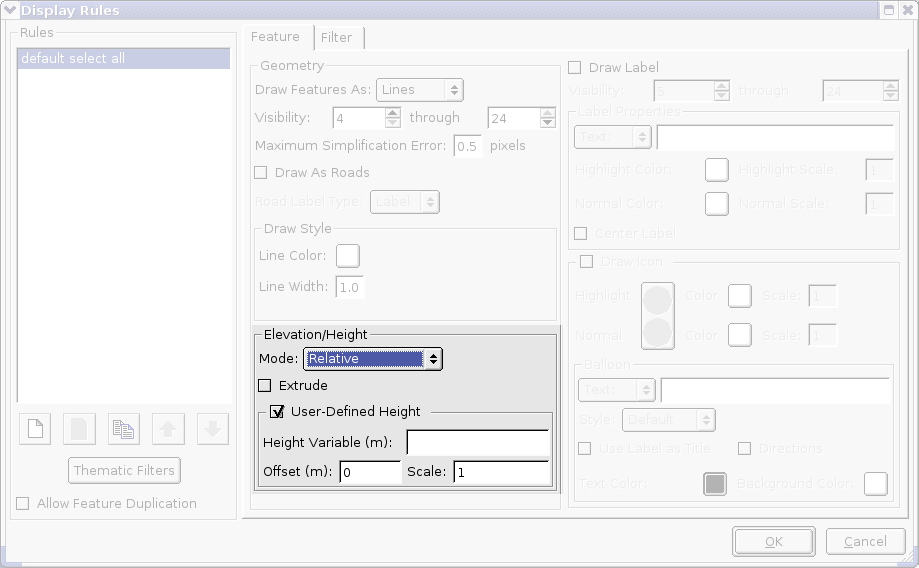 Display Rules
Rules
default select all
Thematic Filters
Allow Feature Duplication
Feature
Filter
Geometry
Draw Features As: Lines
Visibility: 4 through 24
Maximum Simplification Error: 0.5 pixels
Draw As Roads
Road Label Type: Label
Draw Style
Line Color:
Line Width: 1.0
Elevation/Height
Mode: Relative
Extrude
User-Defined Height
Height Variable (m):
Offset (m): 0 Scale: 1
Draw Label
Visibility: 5 through 24
Label Properties
Text:
Highlight Color: Highlight Scale: 1
Normal Color: Normal Scale: 1
Center Label
Draw Icon
Highlight Color Scale: 1
Normal Color Scale: 1
Balloon
Text:
Style: Default
Use Label as Title Directions
Text Color: Background Color:
OK Cancel